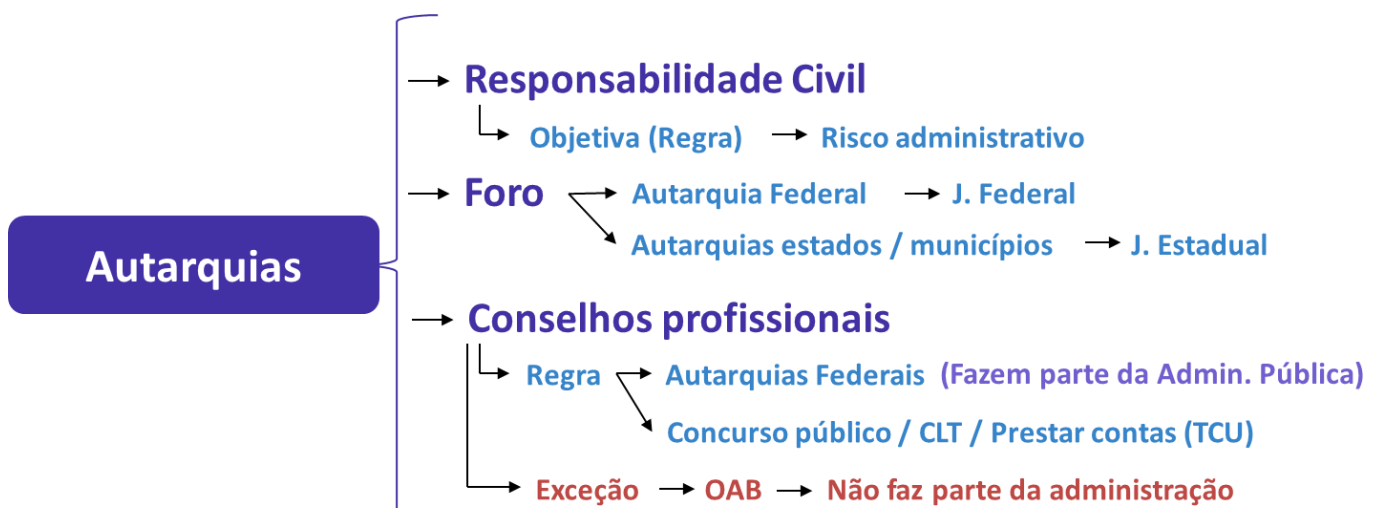 Responsabilidade Civil
Objetiva (Regra) Risco administrativo
Foro Autarquia Federal J. Federal
Autarquias estados / municípios J. Estadual
Autarquias
Conselhos profissionais
Regra Autarquias Federais (Fazem parte da Admin. Pública)
Concurso público / CLT / Prestar contas (TCU)
Exceção OAB Não faz parte da administração